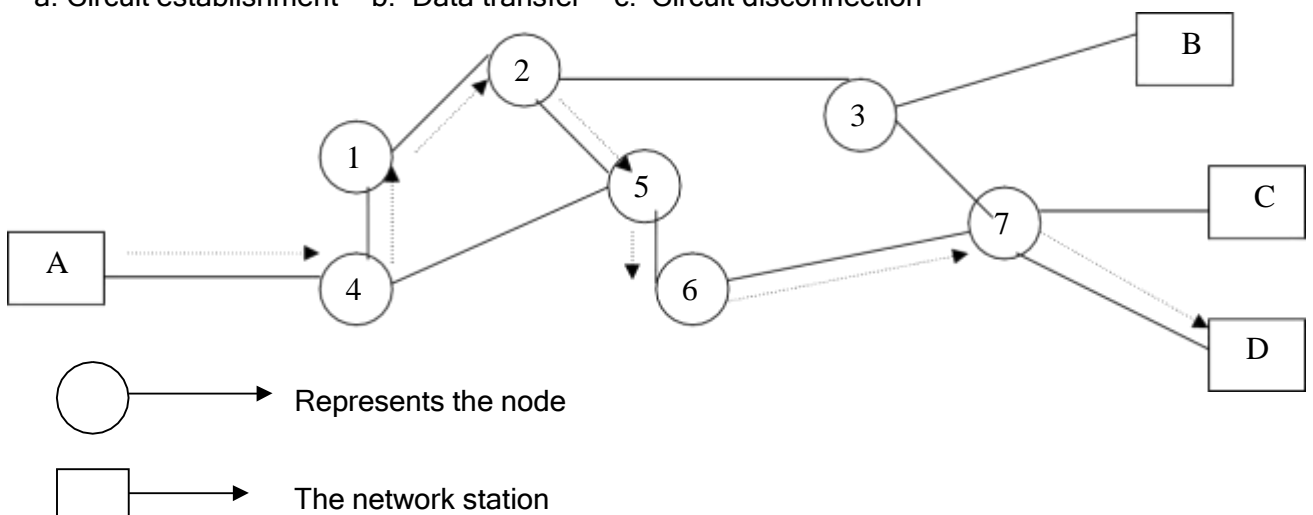 a. Circuit establishment b. Data transfer c. Circuit disconnection
2
B
3
1
5
C
7
A
4
6
D
Represents the node
The network station